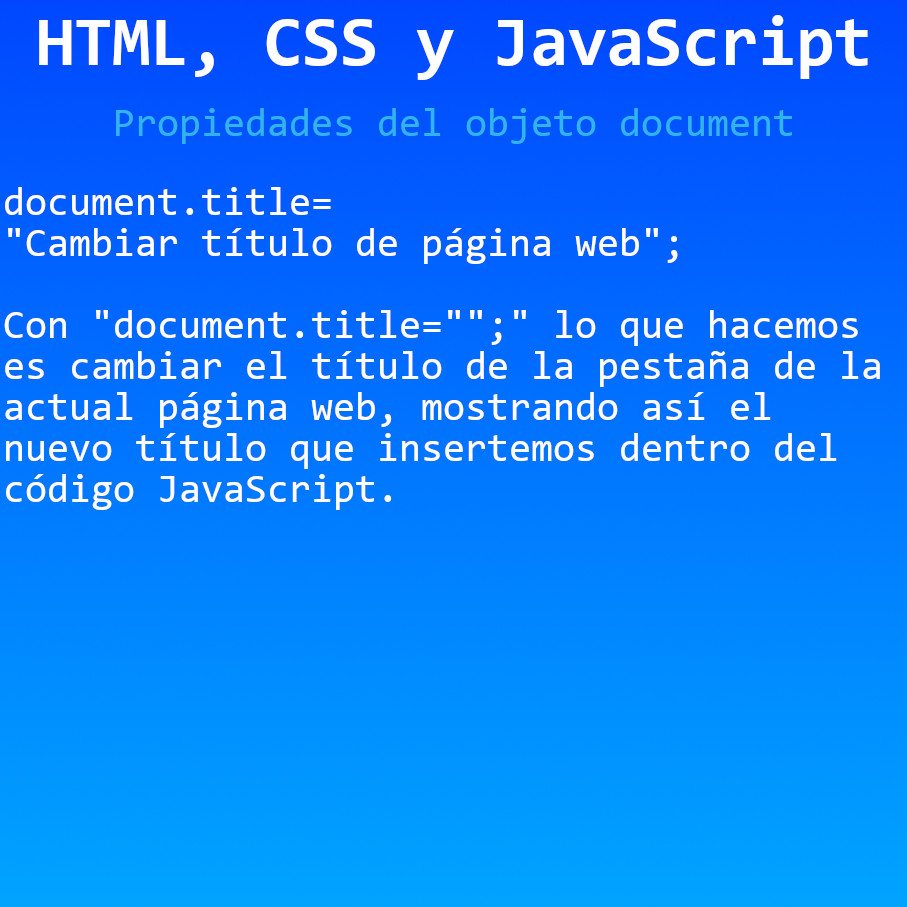 HTML, CSS y JavaScript
Propiedades del objeto document
document.title=
"Cambiar título de página web";
Con "document.title="";" lo que hacemos
es cambiar el título de la pestaña de la
actual página web, mostrando así el
nuevo título que insertemos dentro del
código JavaScript.